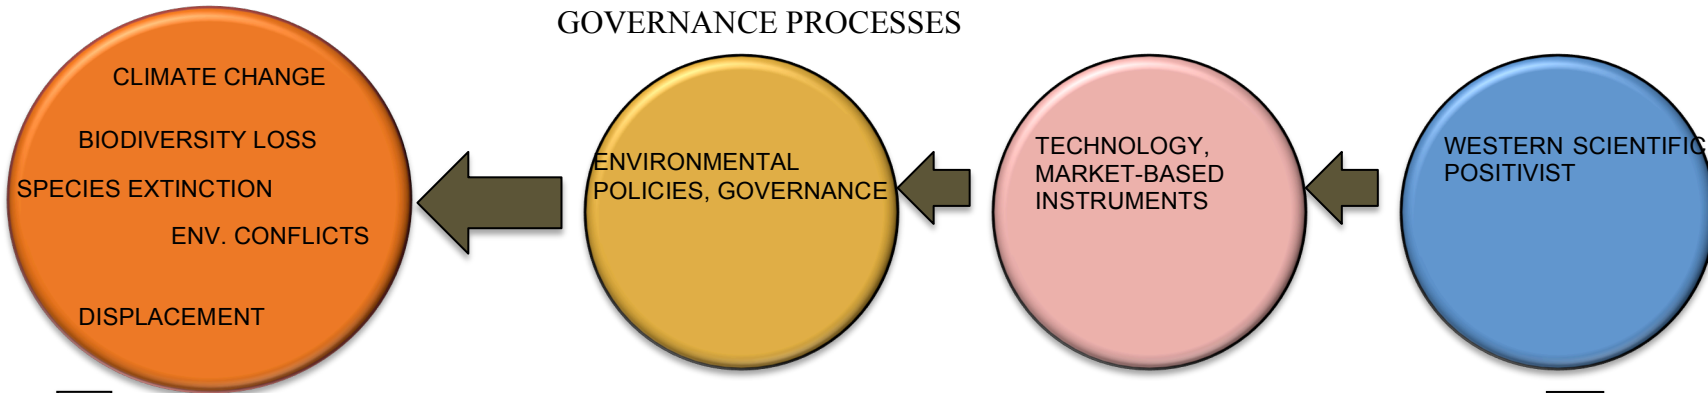 GOVERNANCE PROCESSES
CLIMATE CHANGE
BIODIVERSITY LOSS
SPECIES EXTINCTION
ENV. CONFLICTS
DISPLACEMENT
ENVIRONMENTAL
POLICIES, GOVERNANCE
TECHNOLOGY,
MARKET-BASED
INSTRUMENTS
WESTERN SCIENTIFIC
POSITIVIST